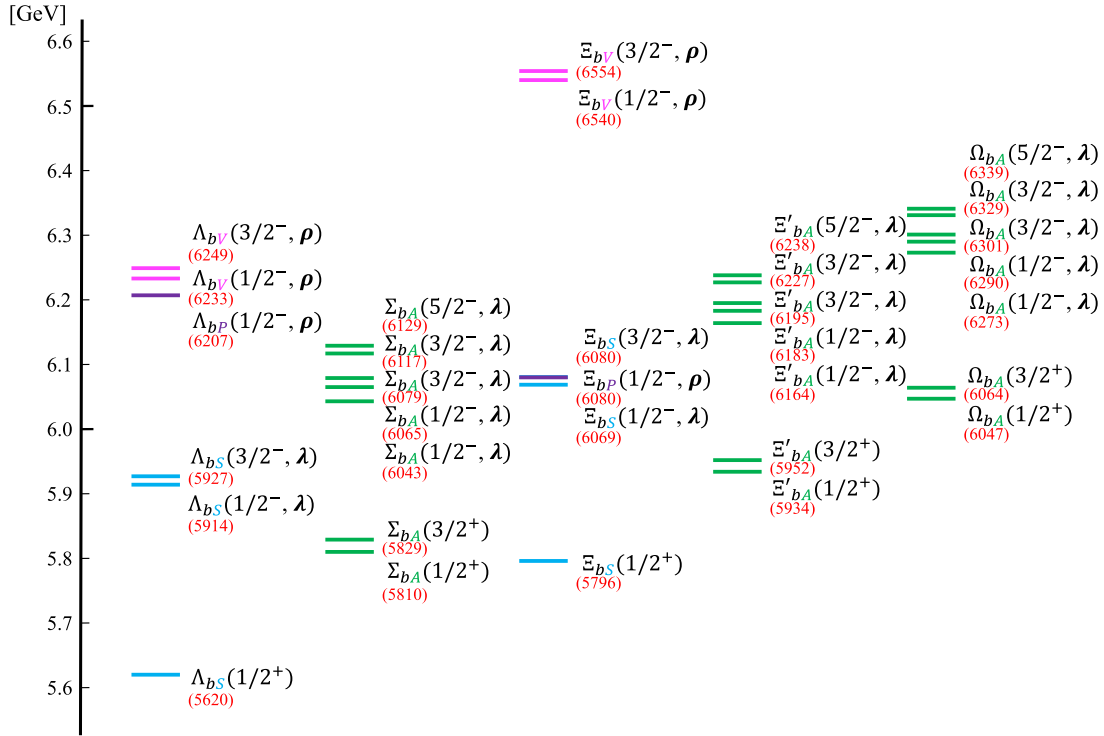 [GeV]
6.6
6.5
6.4
6.3
6.2
6.1
6.0
5.9
5.8
5.7
5.6
Λ_bV(3/2⁻, ρ)
(6249)
Λ_bV(1/2⁻, ρ)
(6233)
Λ_bP(1/2⁻, ρ)
(6207)
Λ_bS(3/2⁻, λ)
(5927)
Λ_bS(1/2⁻, λ)
(5914)
Λ_bS(1/2⁺)
(5620)
Σ_bA(5/2⁻, λ)
(6129)
Σ_bA(3/2⁻, λ)
(6117)
Σ_bA(3/2⁻, λ)
(6079)
Σ_bA(1/2⁻, λ)
(6065)
Σ_bA(1/2⁻, λ)
(6043)
Σ_bA(3/2⁺)
(5829)
Σ_bA(1/2⁺)
(5810)
Ξ_bV(3/2⁻, ρ)
(6554)
Ξ_bV(1/2⁻, ρ)
(6540)
Ξ_bS(3/2⁻, λ)
(6080)
Ξ_bP(1/2⁻, ρ)
(6080)
Ξ_bS(1/2⁻, λ)
(6069)
Ξ_bS(1/2⁺)
(5796)
Ξ′_bA(5/2⁻, λ)
(6238)
Ξ′_bA(3/2⁻, λ)
(6227)
Ξ′_bA(3/2⁻, λ)
(6195)
Ξ′_bA(1/2⁻, λ)
(6183)
Ξ′_bA(1/2⁻, λ)
(6164)
Ξ′_bA(3/2⁺)
(5952)
Ξ′_bA(1/2⁺)
(5934)
Ω_bA(5/2⁻, λ)
(6339)
Ω_bA(3/2⁻, λ)
(6329)
Ω_bA(3/2⁻, λ)
(6301)
Ω_bA(1/2⁻, λ)
(6290)
Ω_bA(1/2⁻, λ)
(6273)
Ω_bA(3/2⁺)
(6064)
Ω_bA(1/2⁺)
(6047)